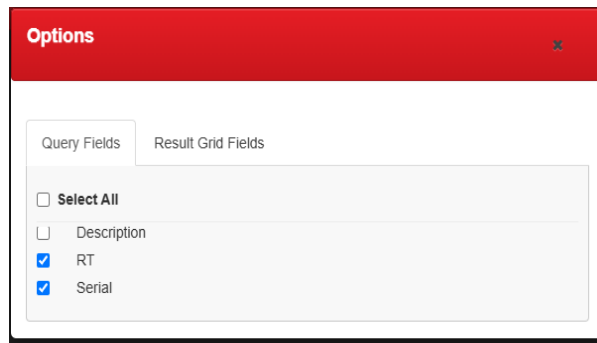 Options
Query Fields Result Grid Fields
Select All
Description
RT
Serial